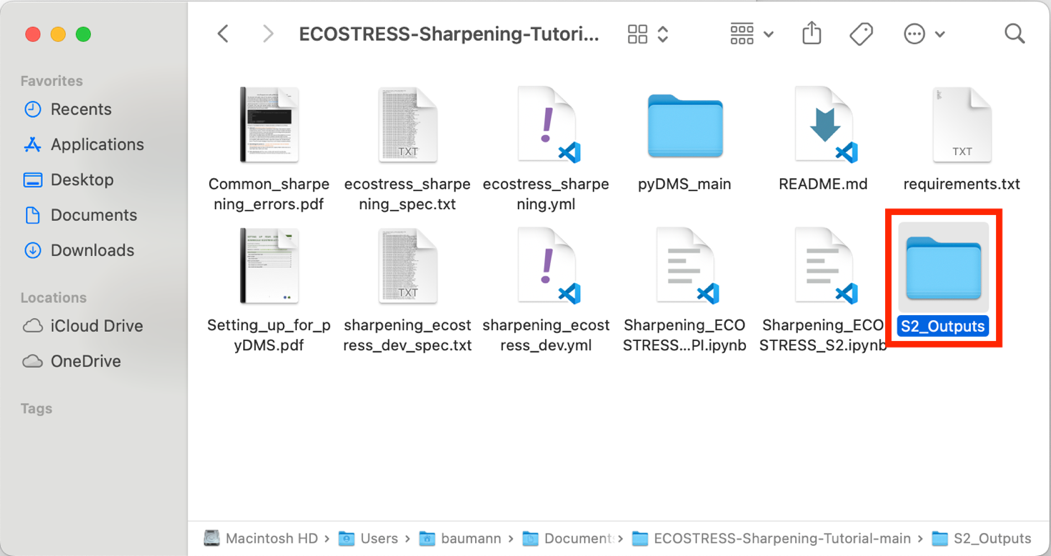 ECOSTRESS-Sharpening-Tutori...
Favorites
Recents
Applications
Desktop
Documents
Downloads
Locations
iCloud Drive
OneDrive
Tags
Common_sharpe
ning_errors.pdf
ecostress_sharpe
ning_spec.txt
ecostress_sharpe
ning.yml
pyDMS_main
README.md
TXT
requirements.txt
TXT
Setting_up_for_p
yDMS.pdf
TXT
sharpening_ecost
ress_dev_spec.txt
sharpening_ecost
ress_dev.yml
Sharpening_ECO
STRESS...PI.ipynb
Sharpening_ECO
STRESS_S2.ipynb
S2_Outputs
Macintosh HD > Users > baumann > Document > ECOSTRESS-Sharpening-Tutorial-main > S2_Outputs